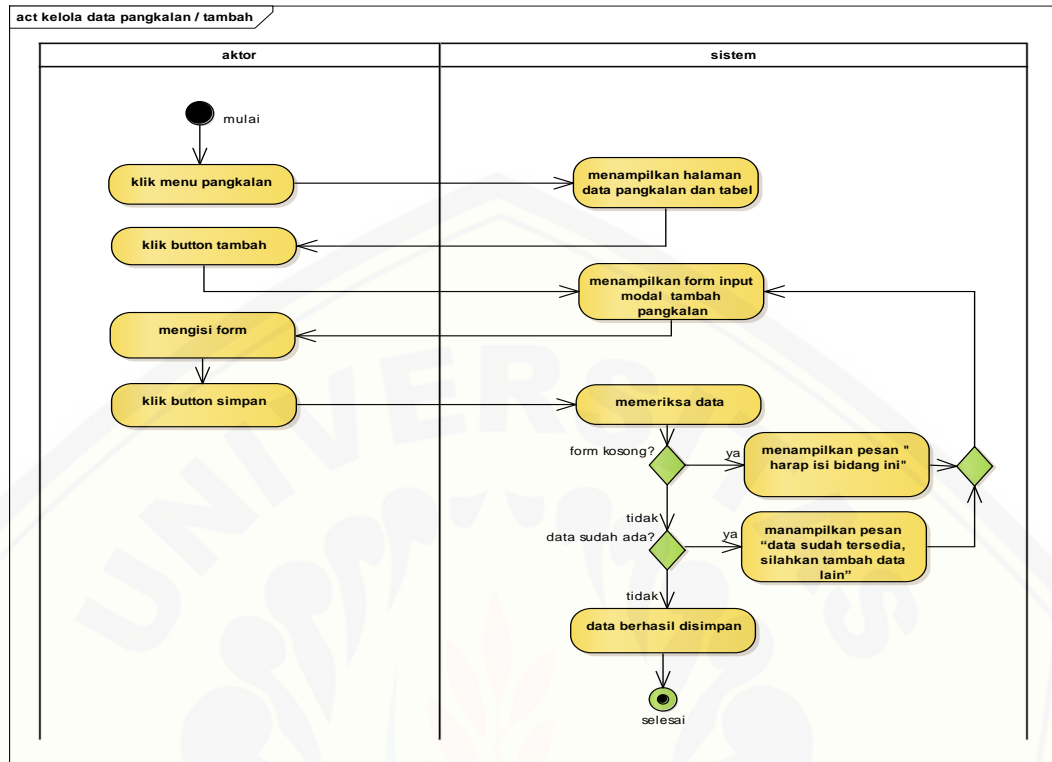 act kelola data pangkalan / tambah
aktor
sistem
mulai
klik menu pangkalan
menampilkan halaman
data pangkalan dan tabel
klik button tambah
menampilkan form input
modal tambah
pangkalan
mengisi form
klik button simpan
memeriksa data
form kosong?
ya
menampilkan pesan "
harap isi bidang ini"
tidak
data sudah ada?
ya
manampilkan pesan
“data sudah tersedia,
silahkan tambah data
lain”
tidak
data berhasil disimpan
selesai
UNIVERSITAS